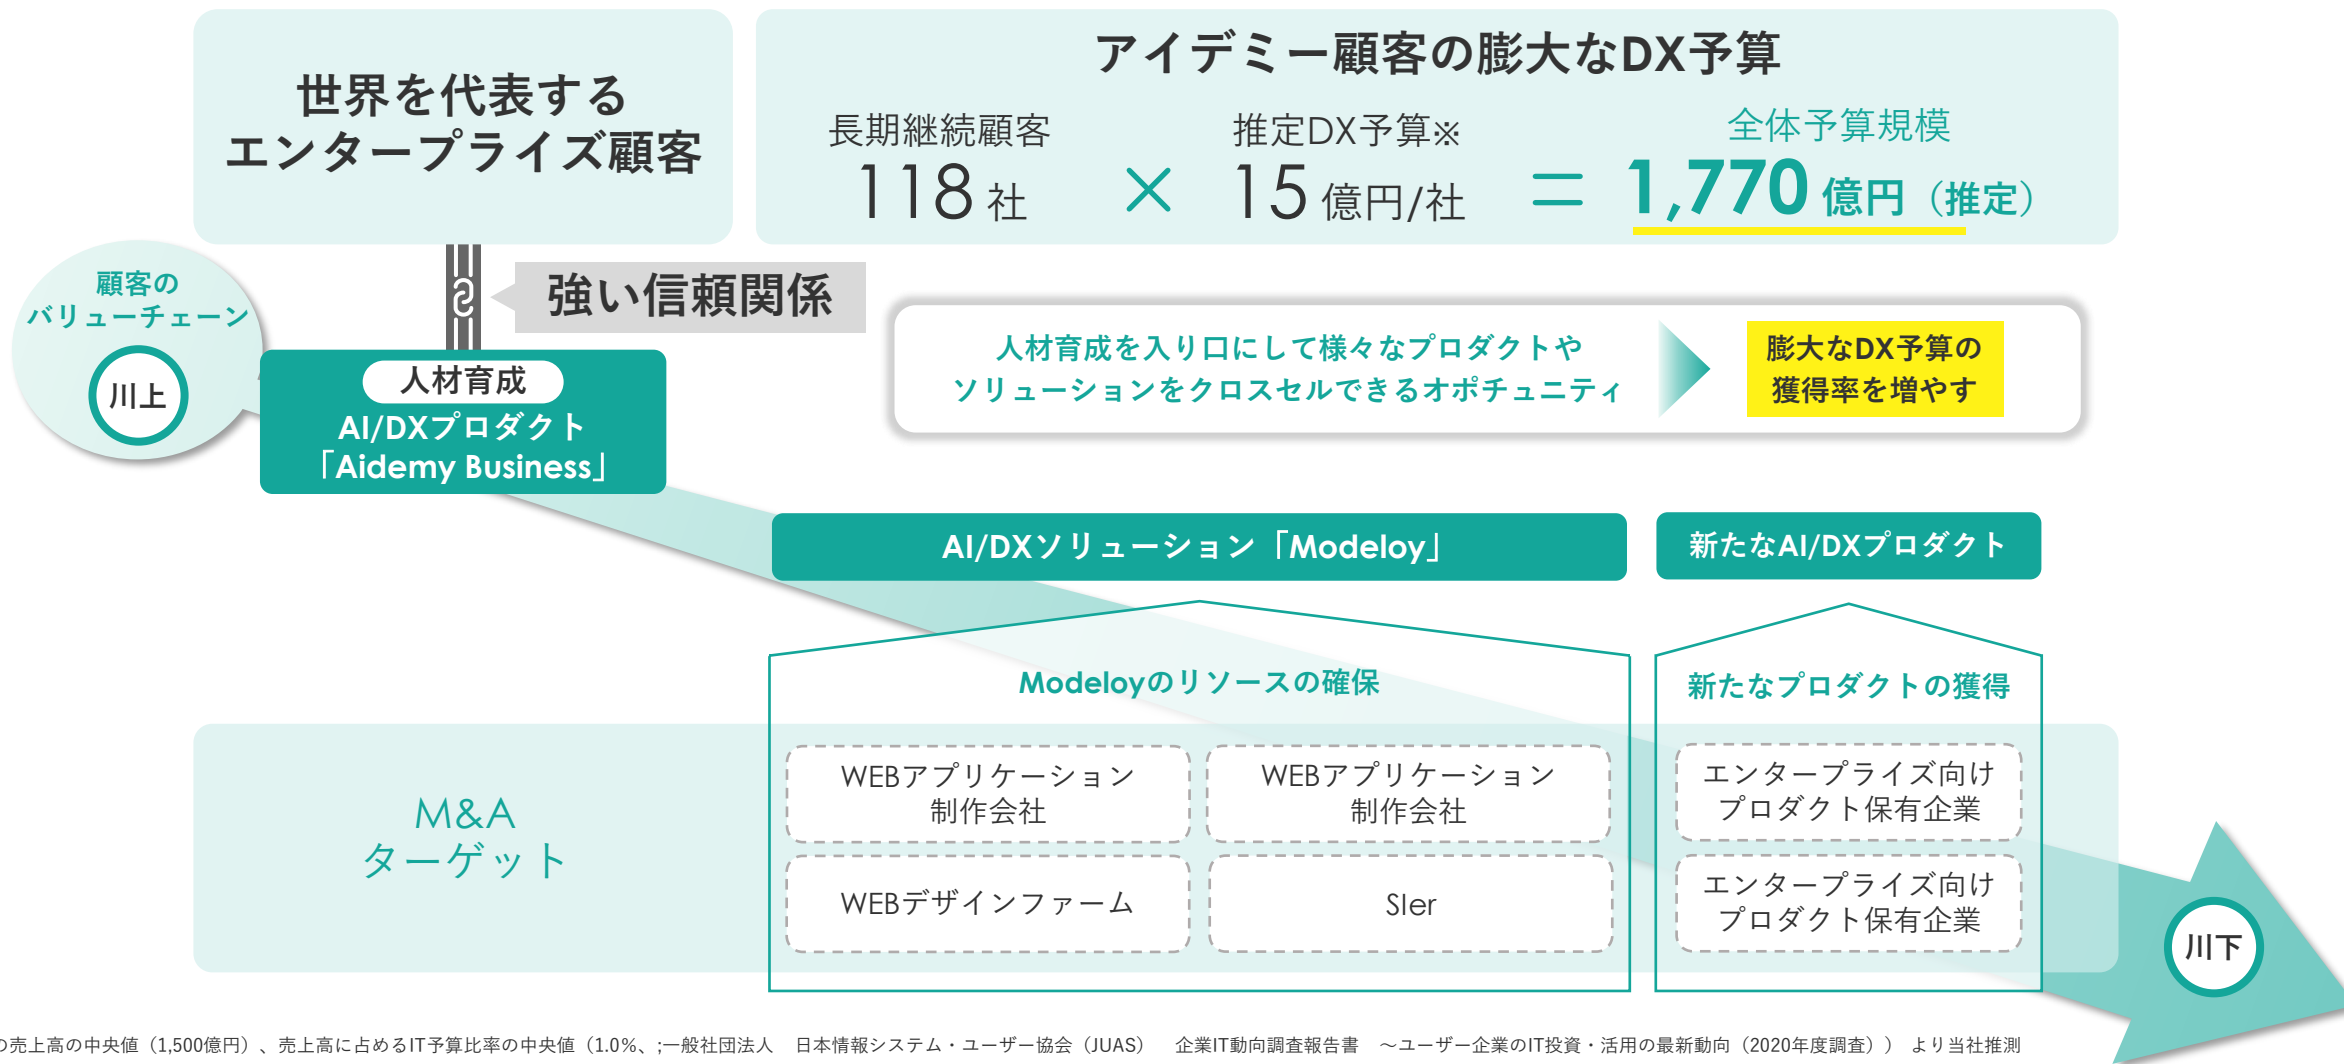 世界を代表する
エンタープライズ顧客
アイデミー顧客の膨大なDX予算
長期継続顧客
118 社
×
推定DX予算※
15 億円/社
=
全体予算規模
1,770 億円（推定）
強い信頼関係
顧客の
バリューチェーン
川上
人材育成
AI/DXプロダクト
「Aidemy Business」
人材育成を入り口にして様々なプロダクトや
ソリューションをクロスセルできるオポチュニティ
膨大なDX予算の
獲得率を増やす
AI/DXソリューション「Modeloy」
新たなAI/DXプロダクト
Modeloyのリソースの確保
新たなプロダクトの獲得
M&A
ターゲット
WEBアプリケーション
制作会社
WEBアプリケーション
制作会社
エンタープライズ向け
プロダクト保有企業
WEBデザインファーム
SIer
エンタープライズ向け
プロダクト保有企業
川下
の売上高の中央値（1,500億円）、売上高に占めるIT予算比率の中央値（1.0%、;一般社団法人　日本情報システム・ユーザー協会（JUAS）　企業IT動向調査報告書　～ユーザー企業のIT投資・活用の最新動向（2020年度調査））　より当社推測